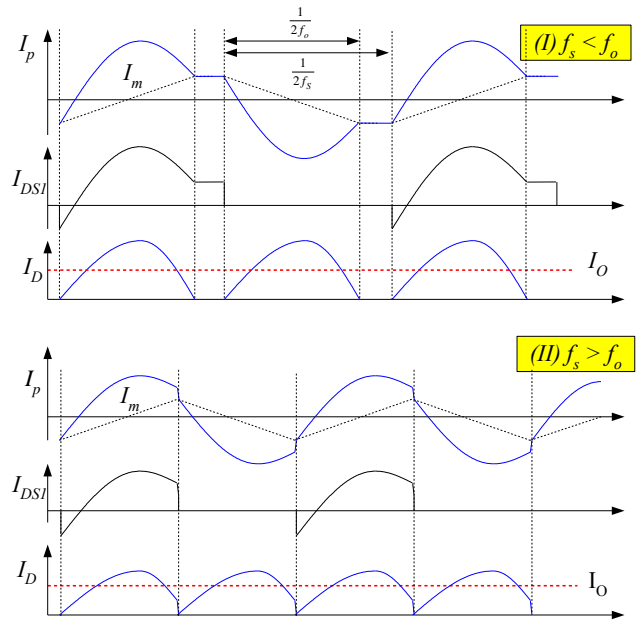 I_p
1
2f_o
(I) f_s < f_o
I_m
1
2f_s
I_DS1
I_D
I_O
(II) f_s > f_o
I_p
I_m
I_DS1
I_D
I_O